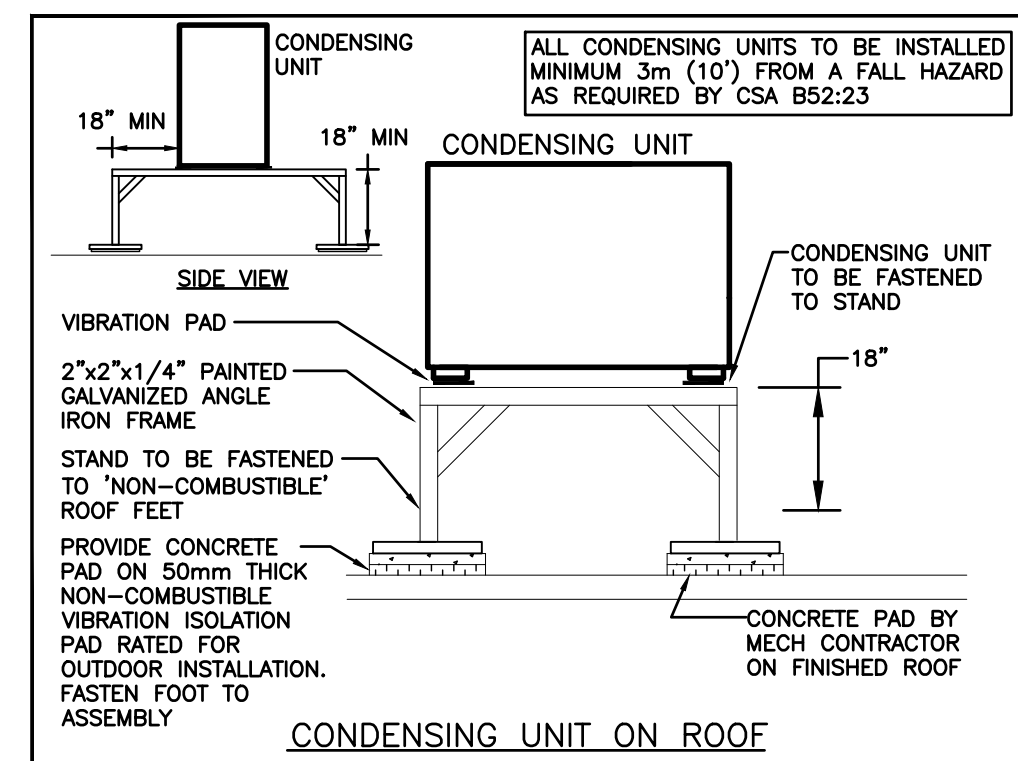 CONDENSING
UNIT
18" MIN
18" MIN
SIDE VIEW
ALL CONDENSING UNITS TO BE INSTALLED
MINIMUM 3m (10') FROM A FALL HAZARD
AS REQUIRED BY CSA B52:23
CONDENSING UNIT
CONDENSING UNIT
TO BE FASTENED
TO STAND
18"
VIBRATION PAD
2"x2"x1/4" PAINTED
GALVANIZED ANGLE
IRON FRAME
STAND TO BE FASTENED
TO 'NON-COMBUSTIBLE'
ROOF FEET
PROVIDE CONCRETE
PAD ON 50mm THICK
NON-COMBUSTIBLE
VIBRATION ISOLATION
PAD RATED FOR
OUTDOOR INSTALLATION.
FASTEN FOOT TO
ASSEMBLY
CONCRETE PAD BY
MECH CONTRACTOR
ON FINISHED ROOF
CONDENSING UNIT ON ROOF